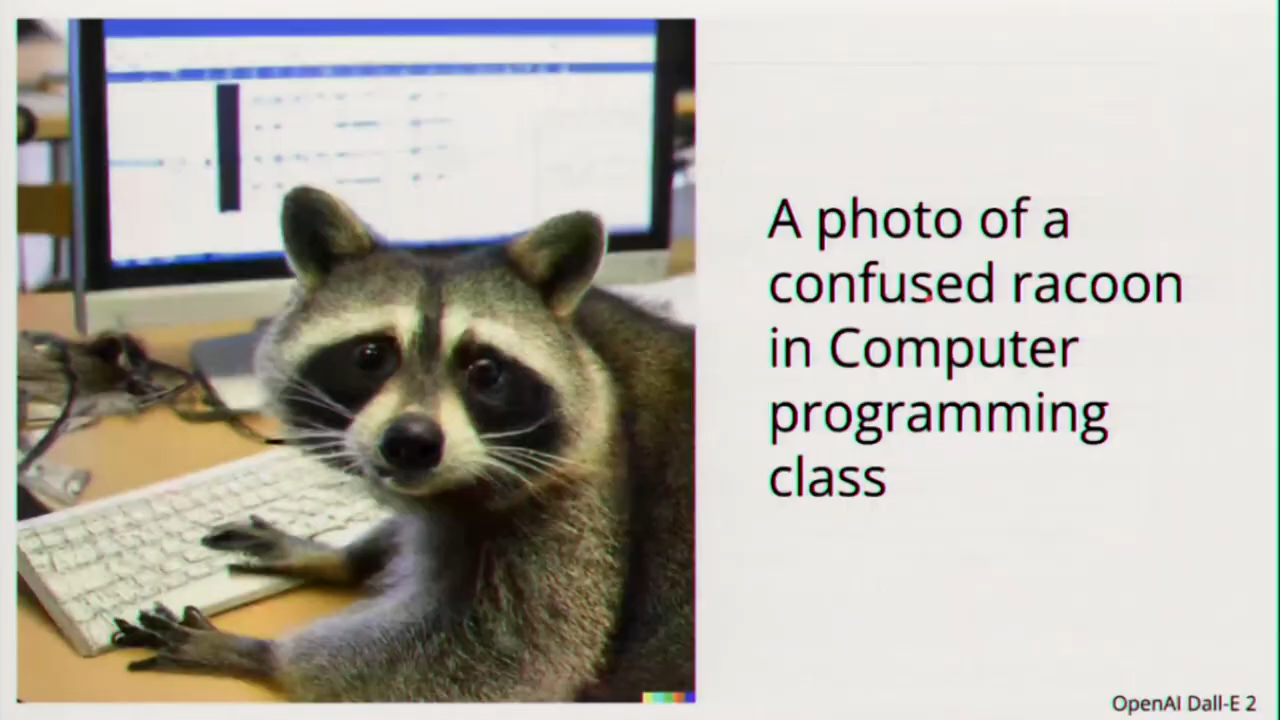 A photo of a
confused racoon
in Computer
programming
class
OpenAI Dall-E 2